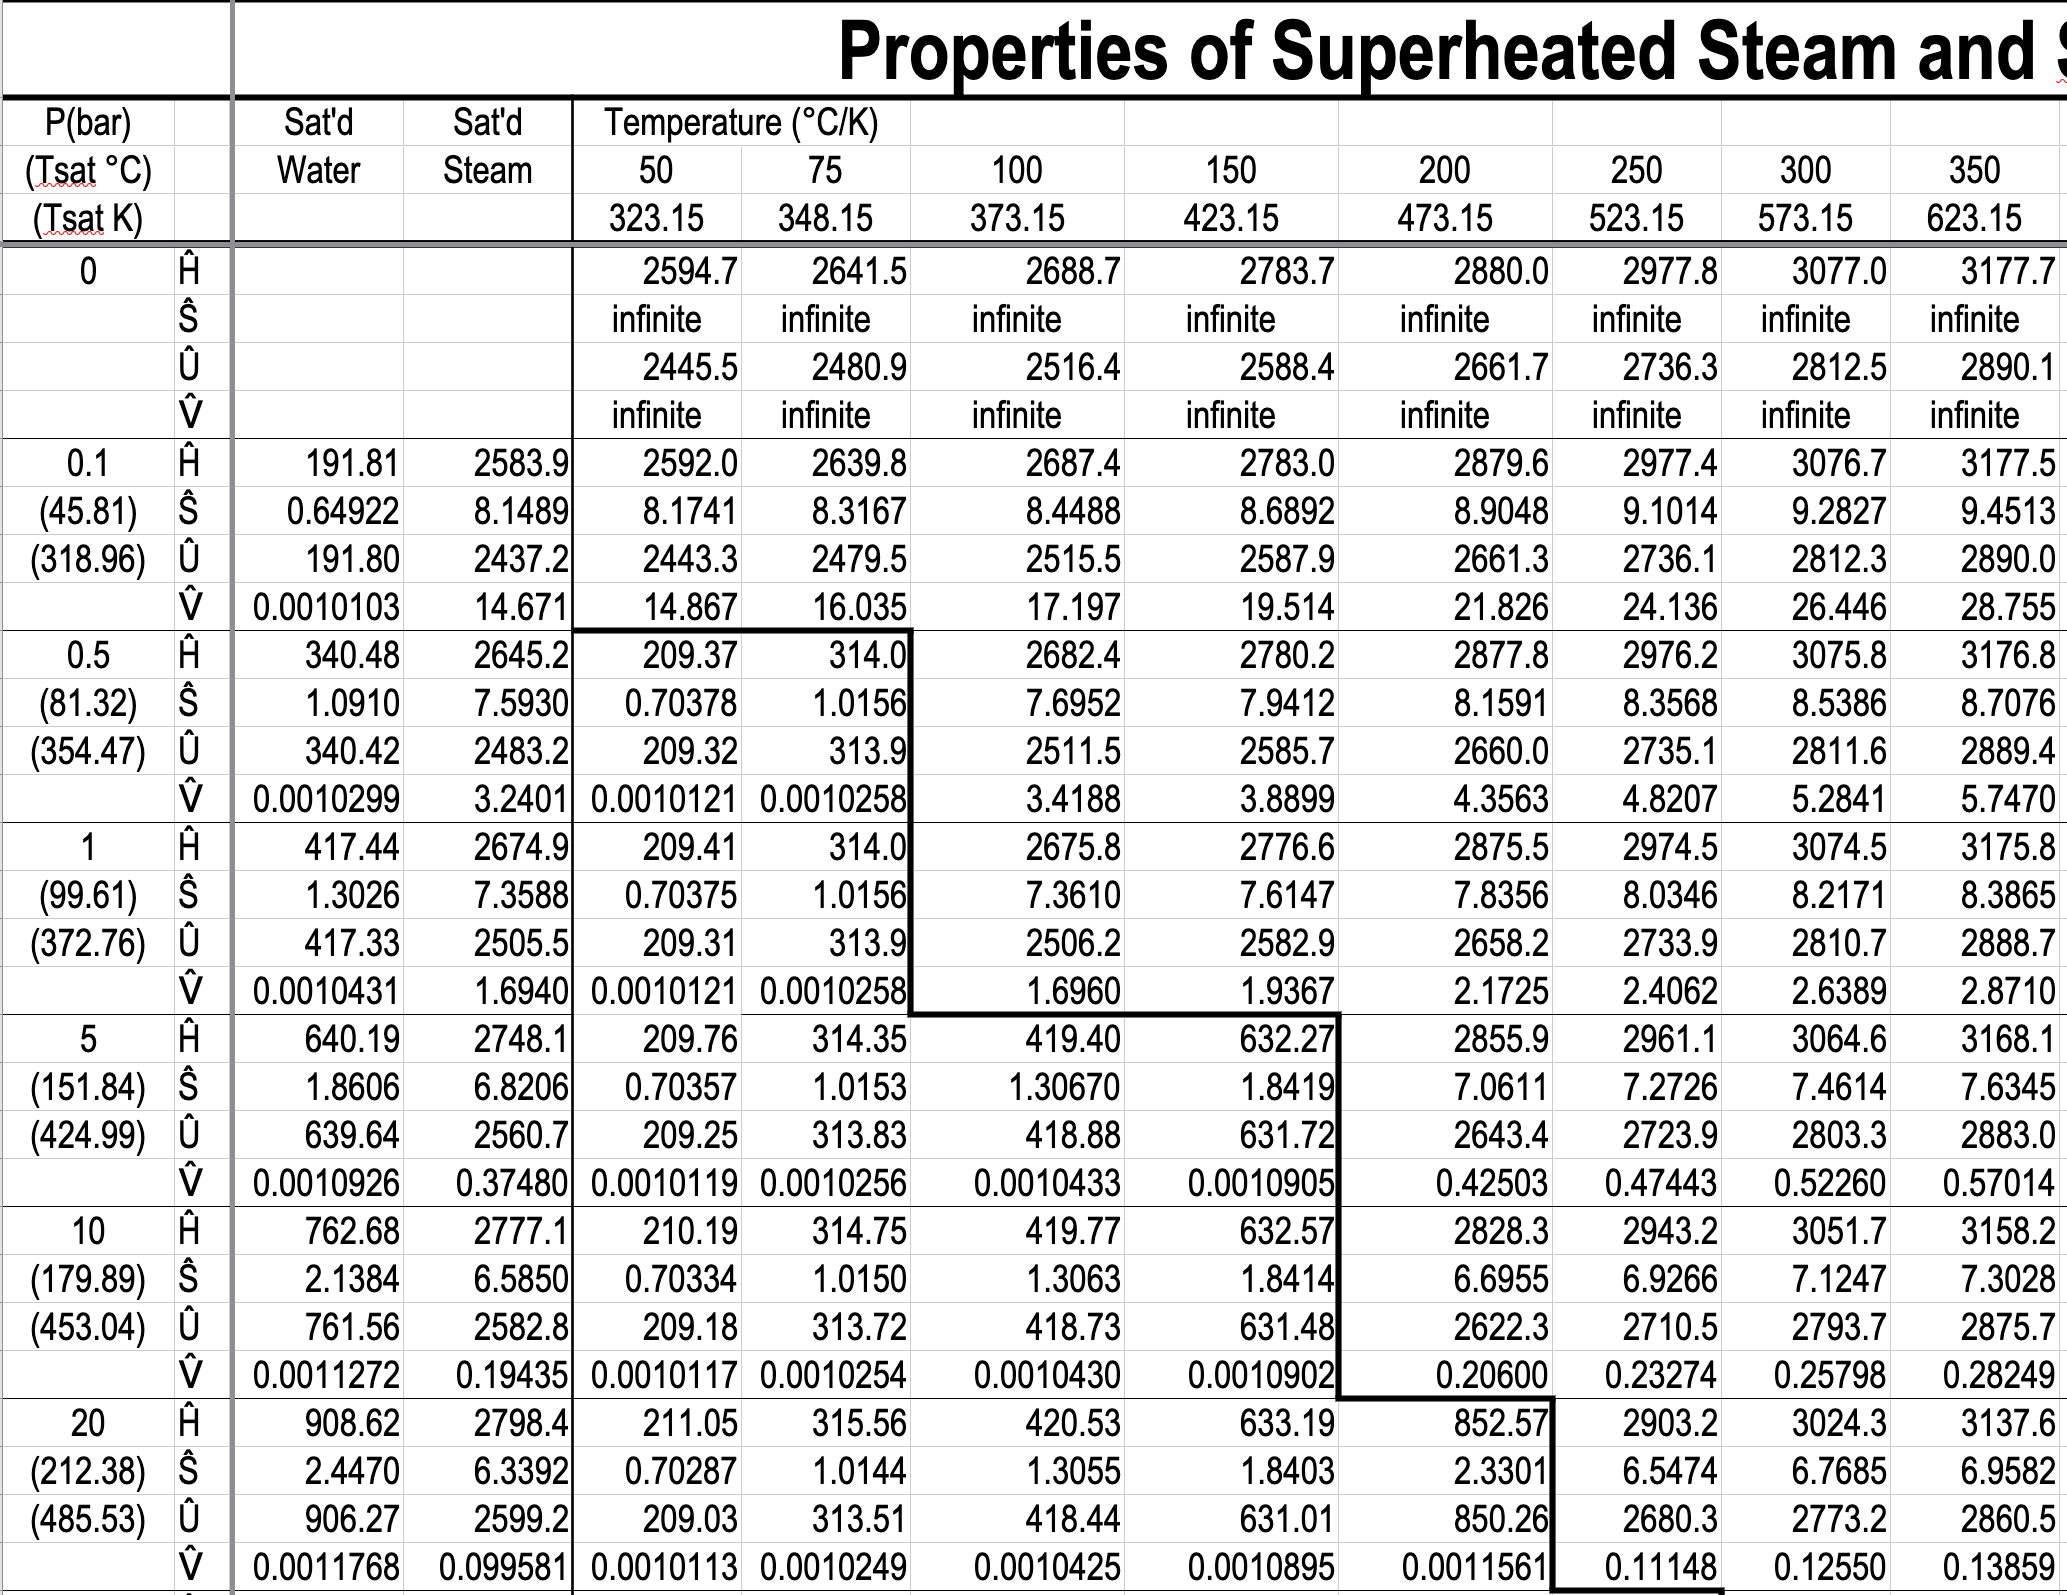 Properties of Superheated Steam and
P(bar) Sat'd Sat'd Temperature (°C/K)
(Tsat °C) Water Steam 50 75 100 150 200 250 300 350
(Tsat K) 323.15 348.15 373.15 423.15 473.15 523.15 573.15 623.15
0 Ĥ 2594.7 2641.5 2688.7 2783.7 2880.0 2977.8 3077.0 3177.7
Ŝ infinite infinite infinite infinite infinite infinite infinite infinite
Û 2445.5 2480.9 2516.4 2588.4 2661.7 2736.3 2812.5 2890.1
V̂ infinite infinite infinite infinite infinite infinite infinite infinite
0.1 Ĥ 191.81 2583.9 2592.0 2639.8 2687.4 2783.0 2879.6 2977.4 3076.7 3177.5
(45.81) Ŝ 0.64922 8.1489 8.1741 8.3167 8.4488 8.6892 8.9048 9.1014 9.2827 9.4513
(318.96) Û 191.80 2437.2 2443.3 2479.5 2515.5 2587.9 2661.3 2736.1 2812.3 2890.0
V̂ 0.0010103 14.671 14.867 16.035 17.197 19.514 21.826 24.136 26.446 28.755
0.5 Ĥ 340.48 2645.2 209.37 314.0 2682.4 2780.2 2877.8 2976.2 3075.8 3176.8
(81.32) Ŝ 1.0910 7.5930 0.70378 1.0156 7.6952 7.9412 8.1591 8.3568 8.5386 8.7076
(354.47) Û 340.42 2483.2 209.32 313.9 2511.5 2585.7 2660.0 2735.1 2811.6 2889.4
V̂ 0.0010299 3.2401 0.0010121 0.0010258 3.4188 3.8899 4.3563 4.8207 5.2841 5.7470
1 Ĥ 417.44 2674.9 209.41 314.0 2675.8 2776.6 2875.5 2974.5 3074.5 3175.8
(99.61) Ŝ 1.3026 7.3588 0.70375 1.0156 7.3610 7.6147 7.8356 8.0346 8.2171 8.3865
(372.76) Û 417.33 2505.5 209.31 313.9 2506.2 2582.9 2658.2 2733.9 2810.7 2888.7
V̂ 0.0010431 1.6940 0.0010121 0.0010258 1.6960 1.9367 2.1725 2.4062 2.6389 2.8710
5 Ĥ 640.19 2748.1 209.76 314.35 419.40 632.27 2855.9 2961.1 3064.6 3168.1
(151.84) Ŝ 1.8606 6.8206 0.70357 1.0153 1.30670 1.8419 7.0611 7.2726 7.4614 7.6345
(424.99) Û 639.64 2560.7 209.25 313.83 418.88 631.72 2643.4 2723.9 2803.3 2883.0
V̂ 0.0010926 0.37480 0.0010119 0.0010256 0.0010433 0.0010905 0.42503 0.47443 0.52260 0.57014
10 Ĥ 762.68 2777.1 210.19 314.75 419.77 632.57 2828.3 2943.2 3051.7 3158.2
(179.89) Ŝ 2.1384 6.5850 0.70334 1.0150 1.3063 1.8414 6.6955 6.9266 7.1247 7.3028
(453.04) Û 761.56 2582.8 209.18 313.72 418.73 631.48 2622.3 2710.5 2793.7 2875.7
V̂ 0.0011272 0.19435 0.0010117 0.0010254 0.0010430 0.0010902 0.20600 0.23274 0.25798 0.28249
20 Ĥ 908.62 2798.4 211.05 315.56 420.53 633.19 852.57 2903.2 3024.3 3137.6
(212.38) Ŝ 2.4470 6.3392 0.70287 1.0144 1.3055 1.8403 2.3301 6.5474 6.7685 6.9582
(485.53) Û 906.27 2599.2 209.03 313.51 418.44 631.01 850.26 2680.3 2773.2 2860.5
V̂ 0.0011768 0.099581 0.0010113 0.0010249 0.0010425 0.0010895 0.0011561 0.11148 0.12550 0.13859